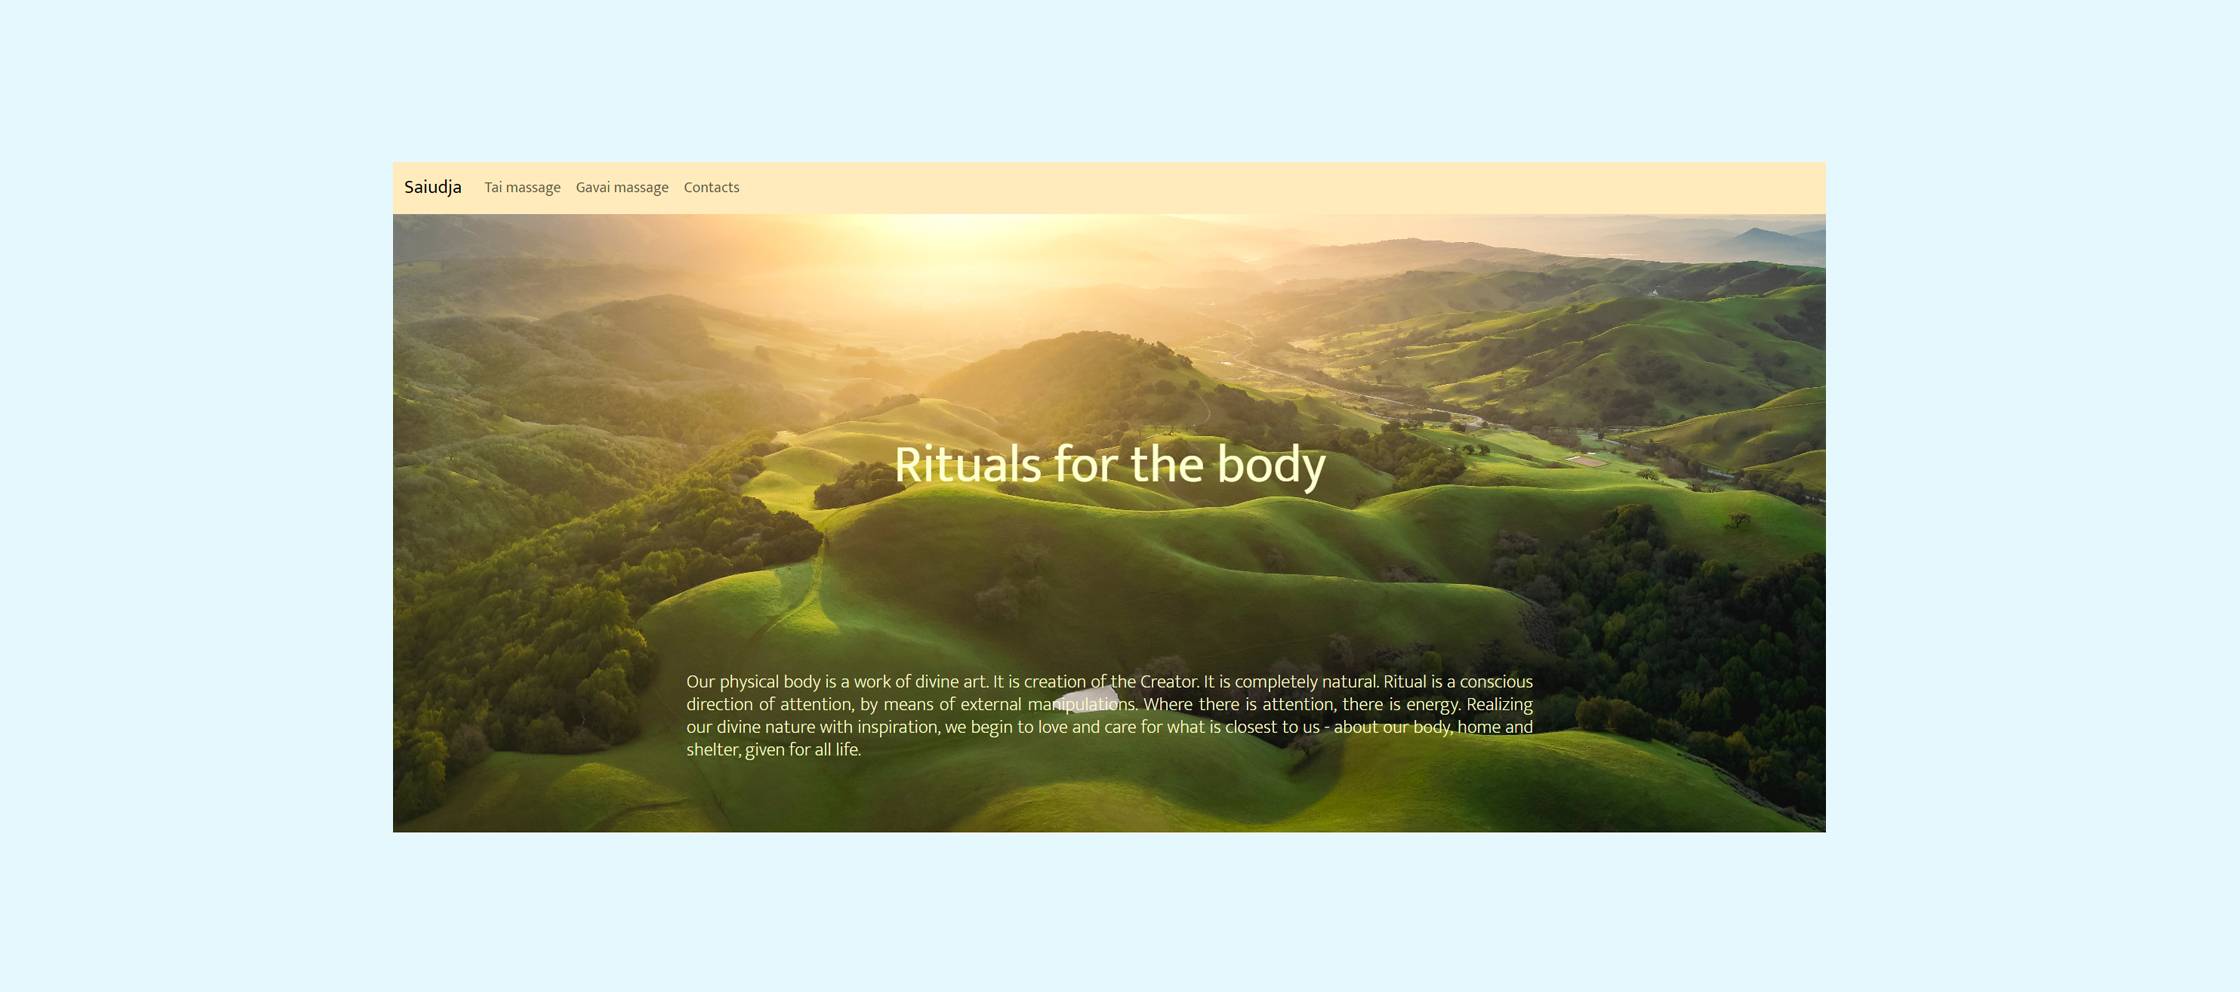 Saiudja Tai massage Gavai massage Contacts
Rituals for the body
Our physical body is a work of divine art. It is creation of the Creator. It is completely natural. Ritual is a conscious
direction of attention, by means of external manipulations. Where there is attention, there is energy. Realizing
our divine nature with inspiration, we begin to love and care for what is closest to us - about our body, home and
shelter, given for all life.